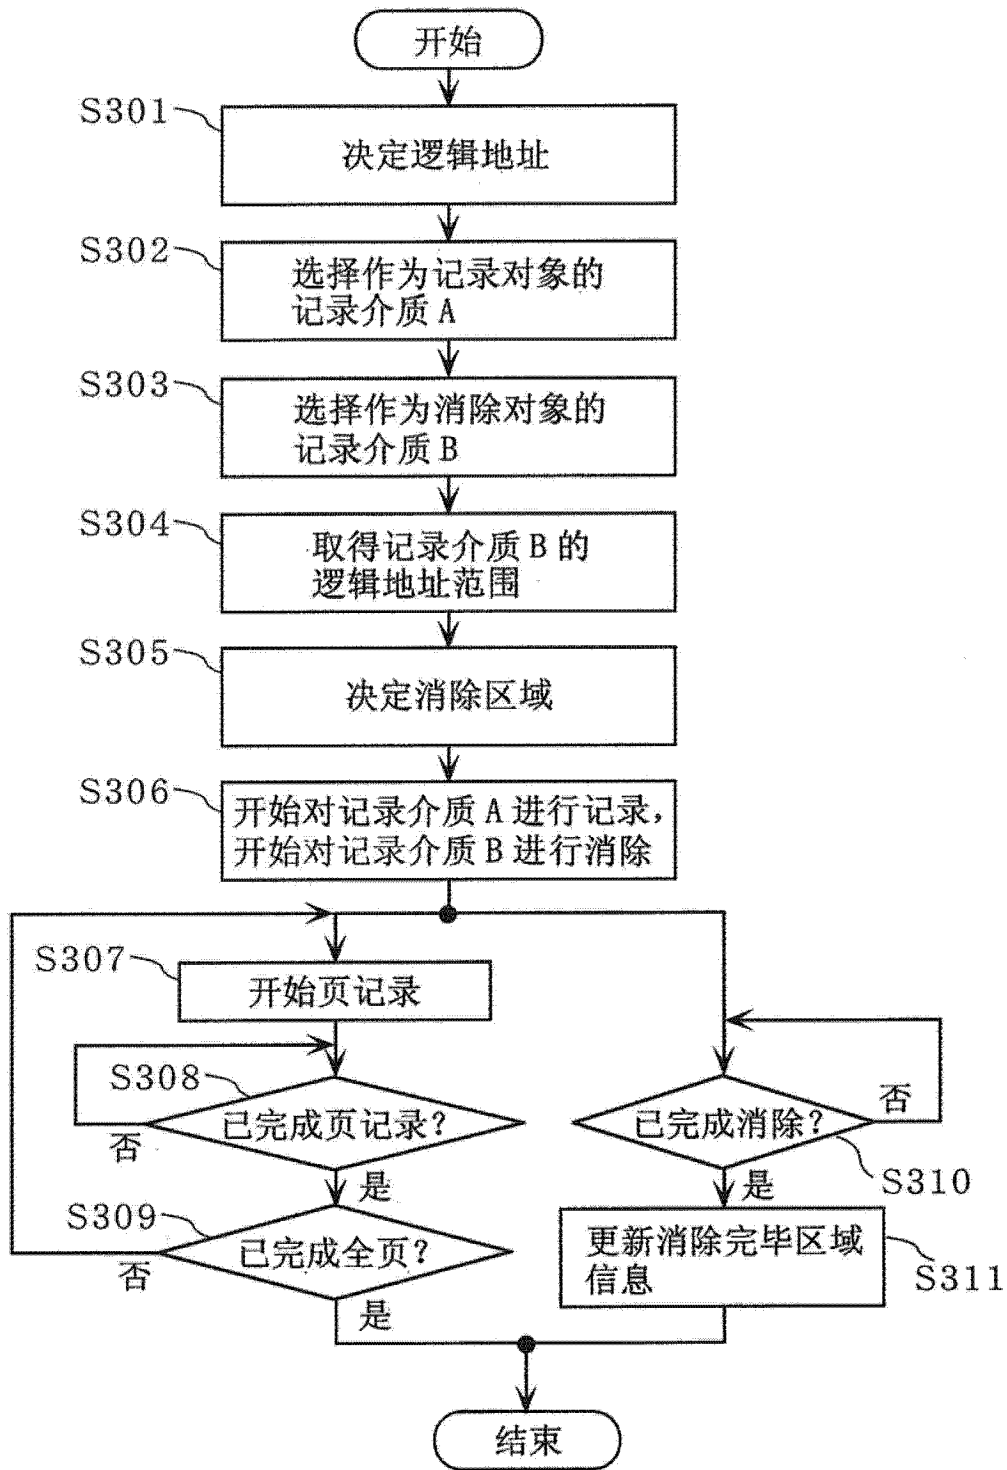 开始
S301
决定逻辑地址
S302
选择作为记录对象的
记录介质 A
S303
选择作为消除对象的
记录介质 B
S304
取得记录介质 B 的
逻辑地址范围
S305
决定消除区域
S306
开始对记录介质 A 进行记录，
开始对记录介质 B 进行消除
S307
开始页记录
S308
已完成页记录？
否
是
S309
已完成全页？
否
是
已完成消除？
否
S310
是
更新消除完毕区域
信息
S311
结束